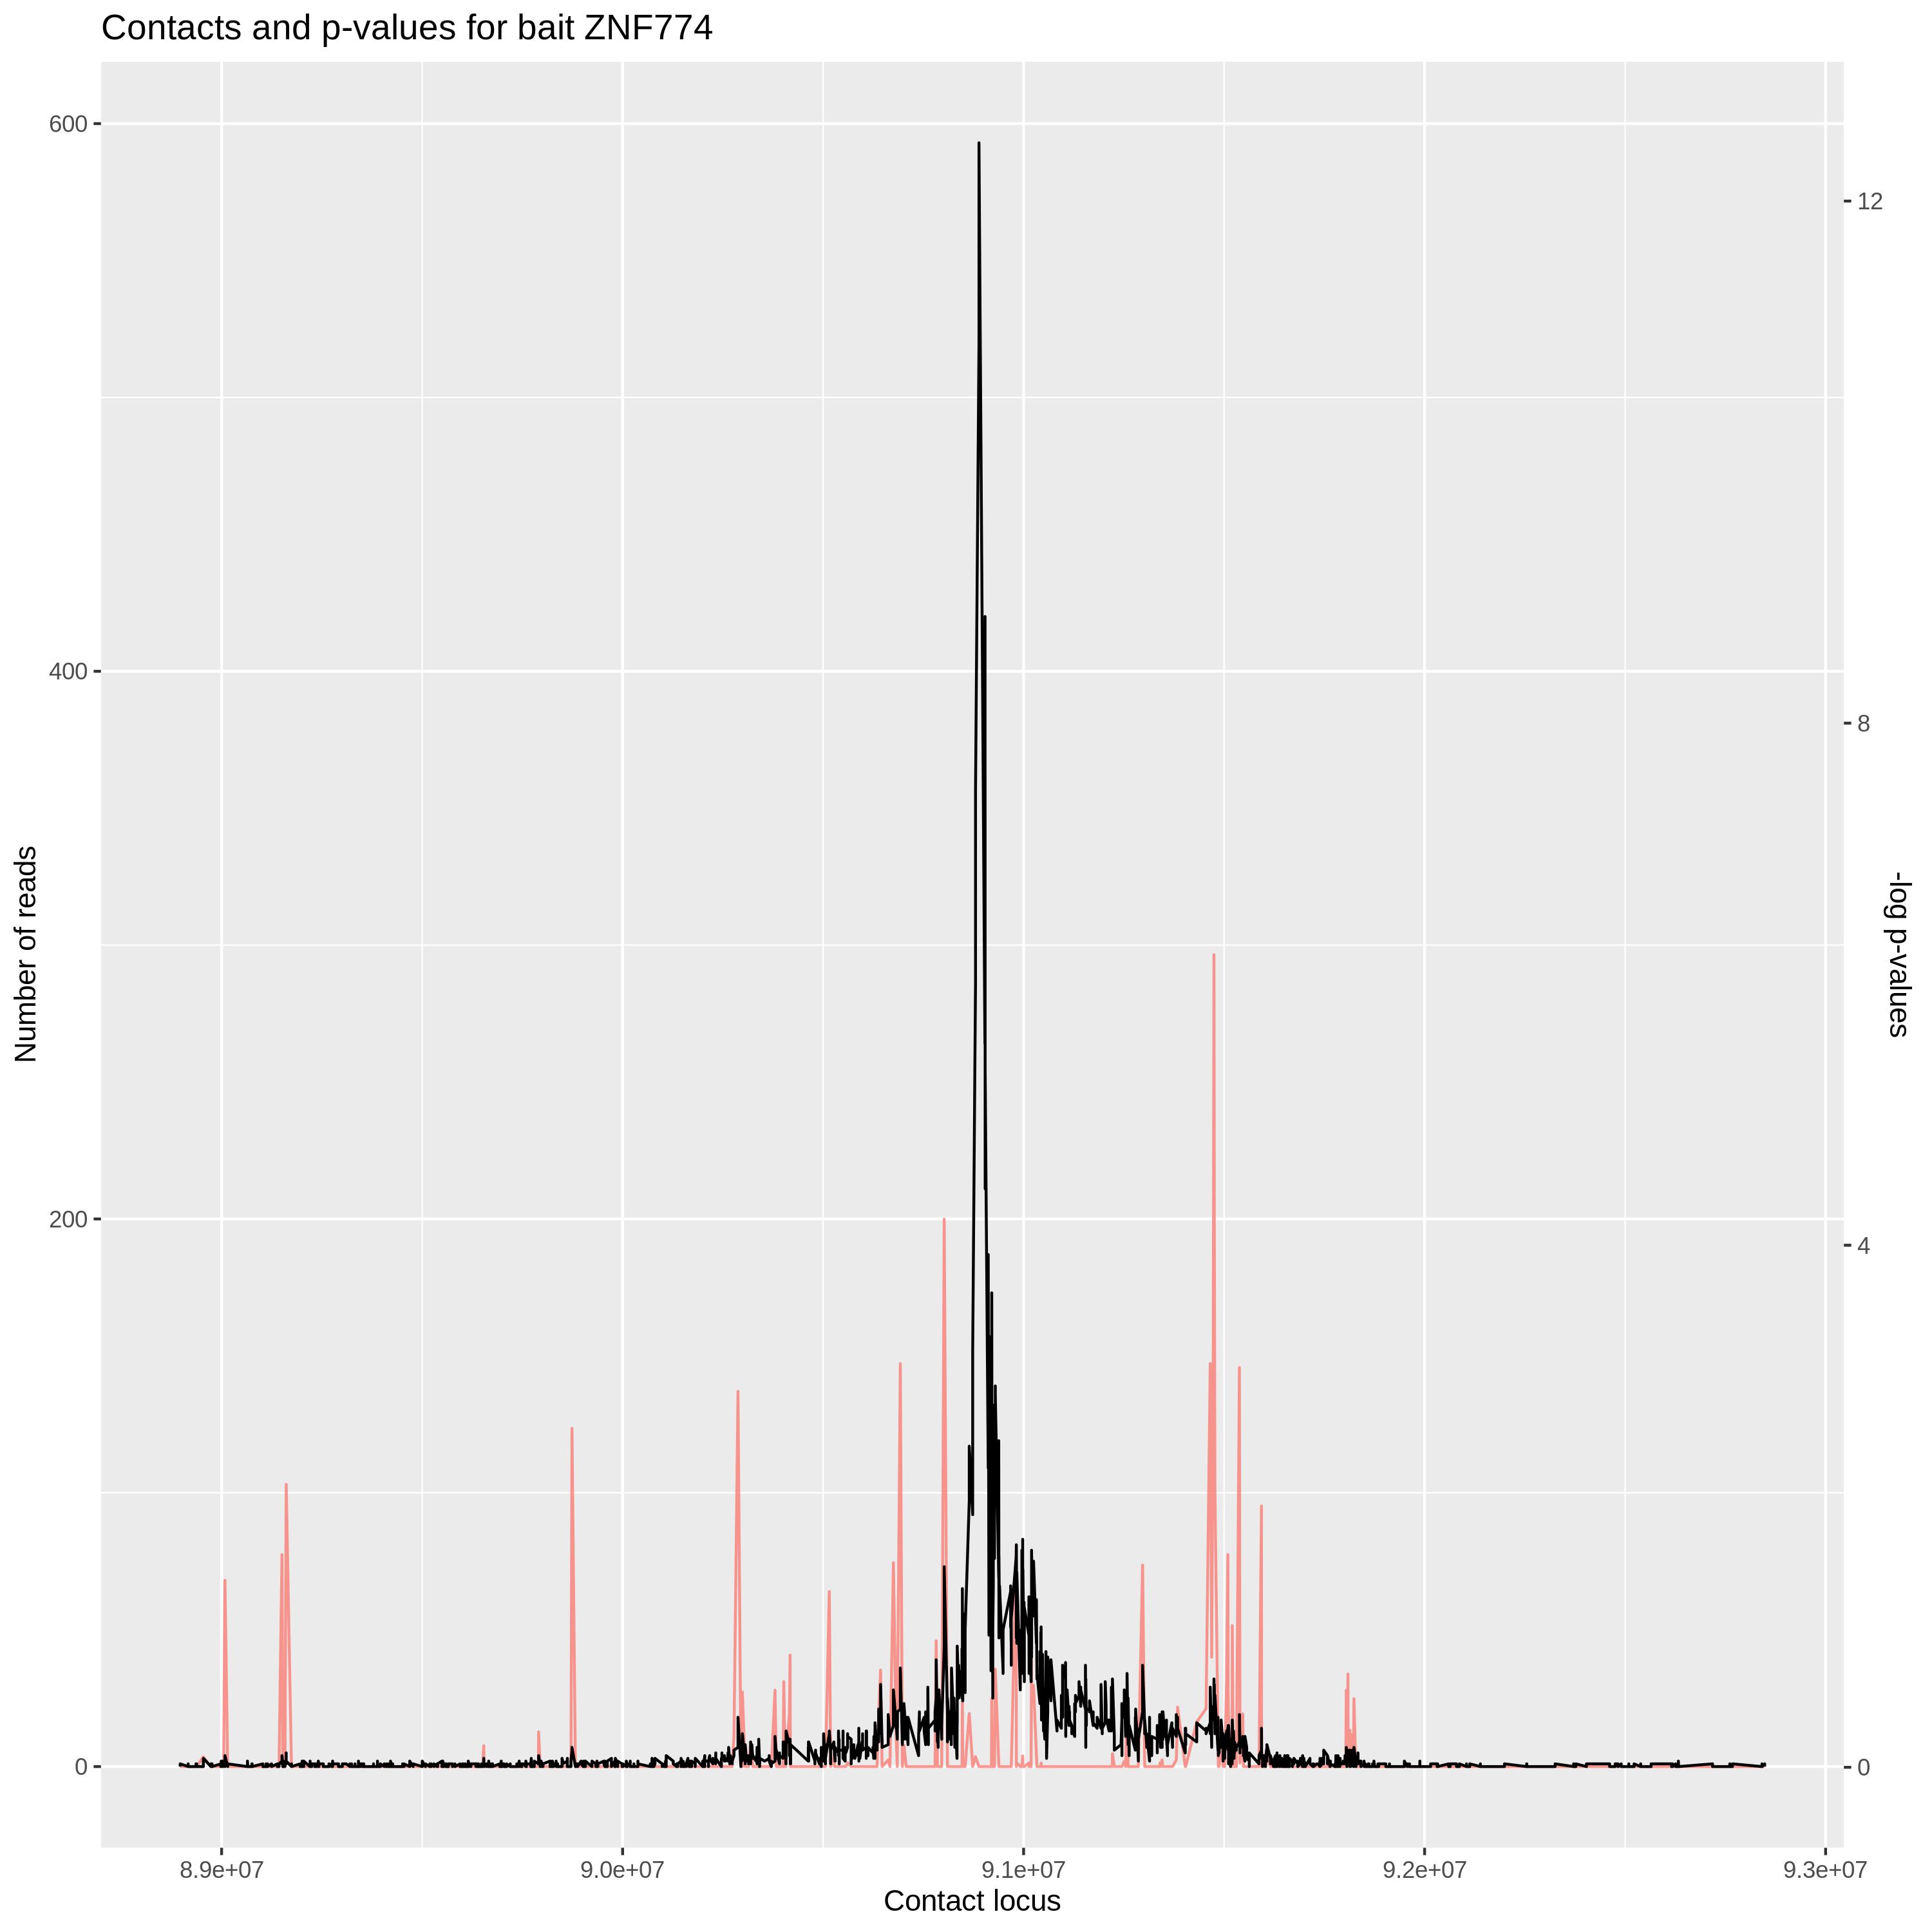 Contacts and p-values for bait ZNF774
600
400
200
0
12
8
4
0
Number of reads
-log p-values
8.9e+07
9.0e+07
9.1e+07
9.2e+07
9.3e+07
Contact locus